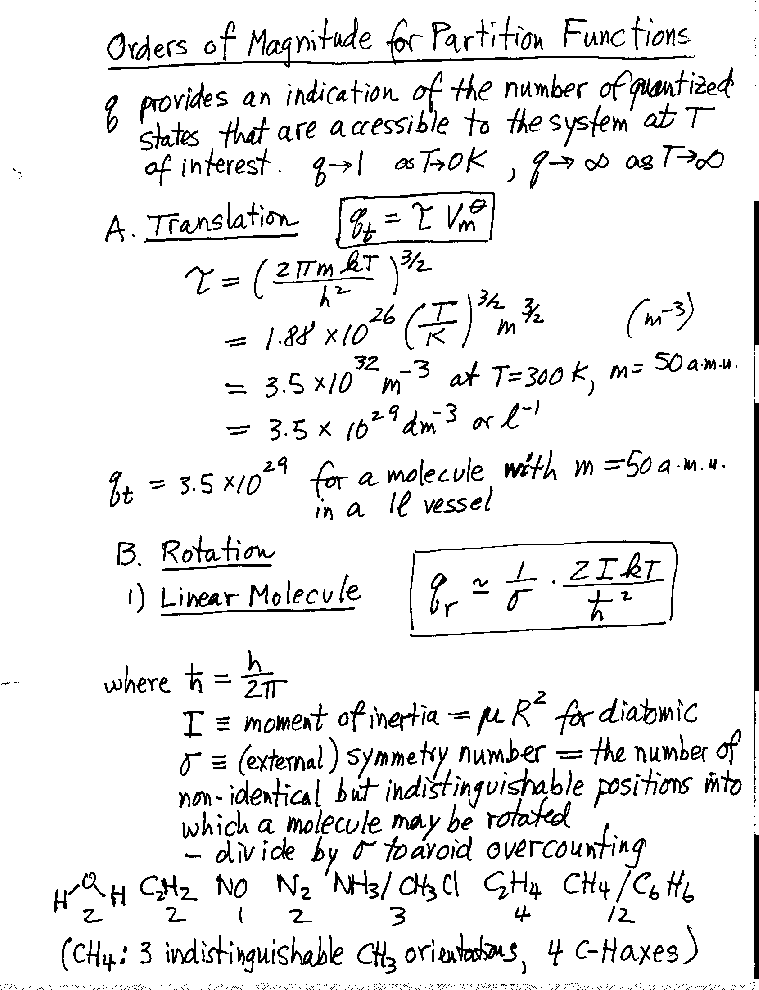 Orders of Magnitude for Partition Functions
q provides an indication of the number of quantized
states that are accessible to the system at T
of interest. q→1 as T→0K, q→∞ as T→∞
A. Translation q_t = τ V_m^⊖
τ = (2πmkT/h²)^3/2
= 1.88 × 10^26 (T/K)^3/2 m^3/2 (m^-3)
= 3.5 × 10^32 m^-3 at T=300K, m= 50 a.m.u.
= 3.5 × 10^29 dm^-3 or l^-1
q_t = 3.5 × 10^29 for a molecule with m = 50 a.m.u.
in a 1l vessel
B. Rotation
1) Linear Molecule q_r ≃ 1/σ · 2IkT/ħ²
where ħ = h/2π
I ≡ moment of inertia = μR² for diatomic
σ ≡ (external) symmetry number = the number of
non-identical but indistinguishable positions into
which a molecule may be rotated
- divide by σ to avoid overcounting
H O H C2H2 NO N2 NH3/CH3Cl C2H4 CH4/C6H6
2 2 1 2 3 4 12
(CH4: 3 indistinguishable CH3 orientations, 4 C-H axes)